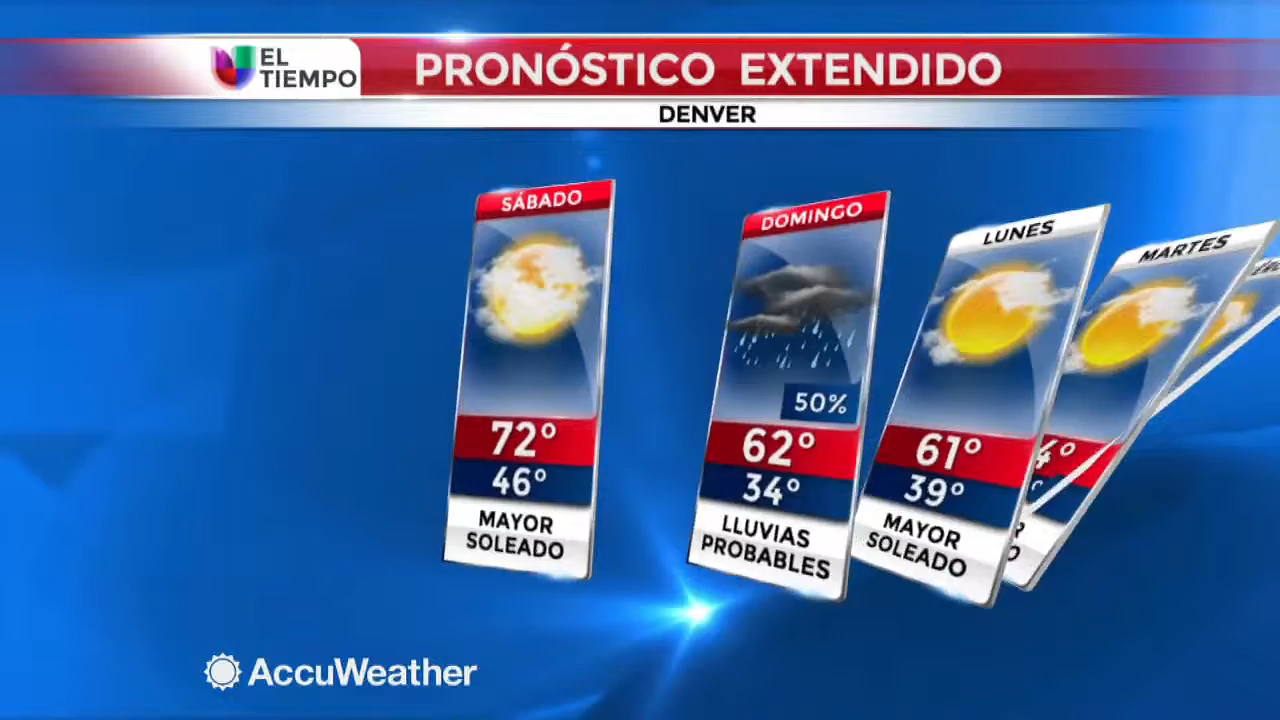 EL
TIEMPO
PRONÓSTICO EXTENDIDO
DENVER
SÁBADO
72°
46°
MAYOR
SOLEADO
DOMINGO
50%
62°
34°
LLUVIAS
PROBABLES
LUNES
61°
39°
MAYOR
SOLEADO
MARTES
4°
AccuWeather